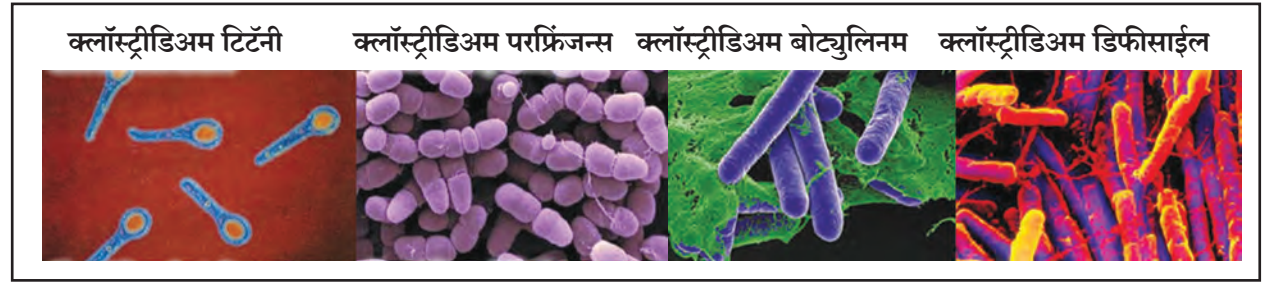 क्लॉस्ट्रीडिअम टिटॅनी क्लॉस्ट्रीडिअम परफ्रिंजन्स क्लॉस्ट्रीडिअम बोट्युलिनम क्लॉस्ट्रीडिअम डिफीसाईल